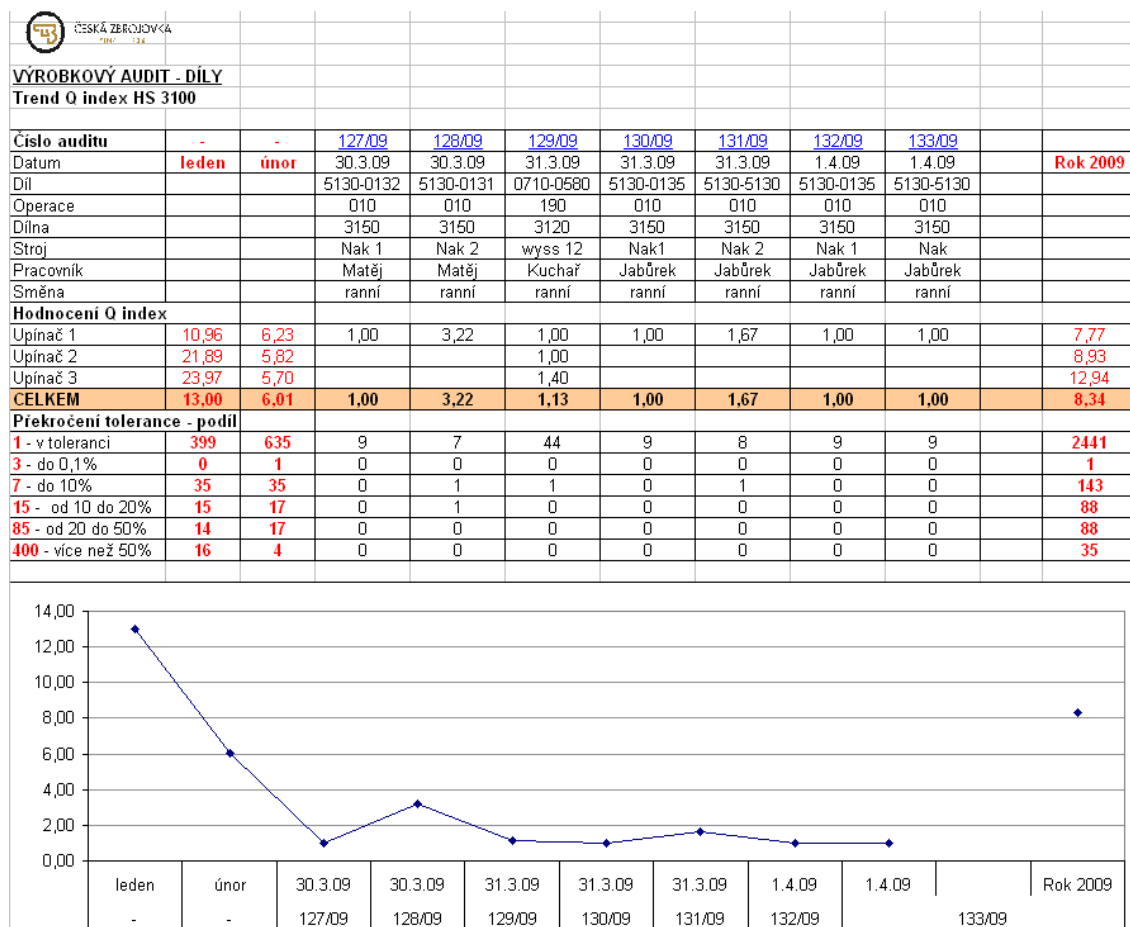 ČESKÁ ZBROJOVKA
VÝROBKOVÝ AUDIT - DÍLY
Trend Q index HS 3100
Číslo auditu - - 127/09 128/09 129/09 130/09 131/09 132/09 133/09
Datum leden únor 30.3.09 30.3.09 31.3.09 31.3.09 31.3.09 1.4.09 1.4.09 Rok 2009
Díl 5130-0132 5130-0131 0710-0580 5130-0135 5130-5130 5130-0135 5130-5130
Operace 010 010 190 010 010 010 010
Dílna 3150 3150 3120 3150 3150 3150 3150
Stroj Nak 1 Nak 2 wyss 12 Nak1 Nak 2 Nak 1 Nak
Pracovník Matěj Matěj Kuchař Jabůrek Jabůrek Jabůrek Jabůrek
Směna ranní ranní ranní ranní ranní ranní ranní
Hodnocení Q index
Upínač 1 10,96 6,23 1,00 3,22 1,00 1,00 1,67 1,00 1,00 7,77
Upínač 2 21,89 5,82 1,00 8,93
Upínač 3 23,97 5,70 1,40 12,94
CELKEM 13,00 6,01 1,00 3,22 1,13 1,00 1,67 1,00 1,00 8,34
Překročení tolerance - podíl
1 - v toleranci 399 635 9 7 44 9 8 9 9 2441
3 - do 0,1% 0 1 0 0 0 0 0 0 0 1
7 - do 10% 35 35 0 1 1 0 1 0 0 143
15 - od 10 do 20% 15 17 0 1 0 0 0 0 0 88
85 - od 20 do 50% 14 17 0 0 0 0 0 0 0 88
400 - více než 50% 16 4 0 0 0 0 0 0 0 35
14,00
12,00
10,00
8,00
6,00
4,00
2,00
0,00
leden únor 30.3.09 30.3.09 31.3.09 31.3.09 31.3.09 1.4.09 1.4.09 Rok 2009
- - 127/09 128/09 129/09 130/09 131/09 132/09 133/09